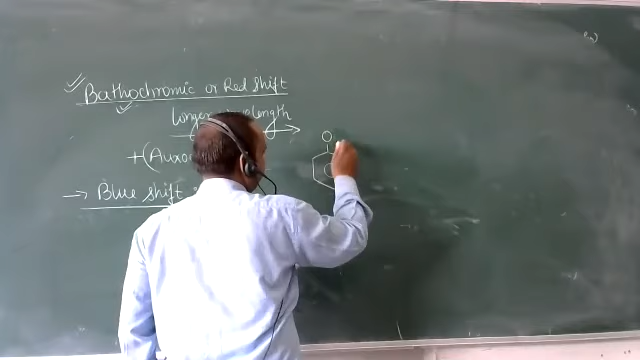 Bathochromic or Red shift
longer
+(Auxo
→ Blue shift
O